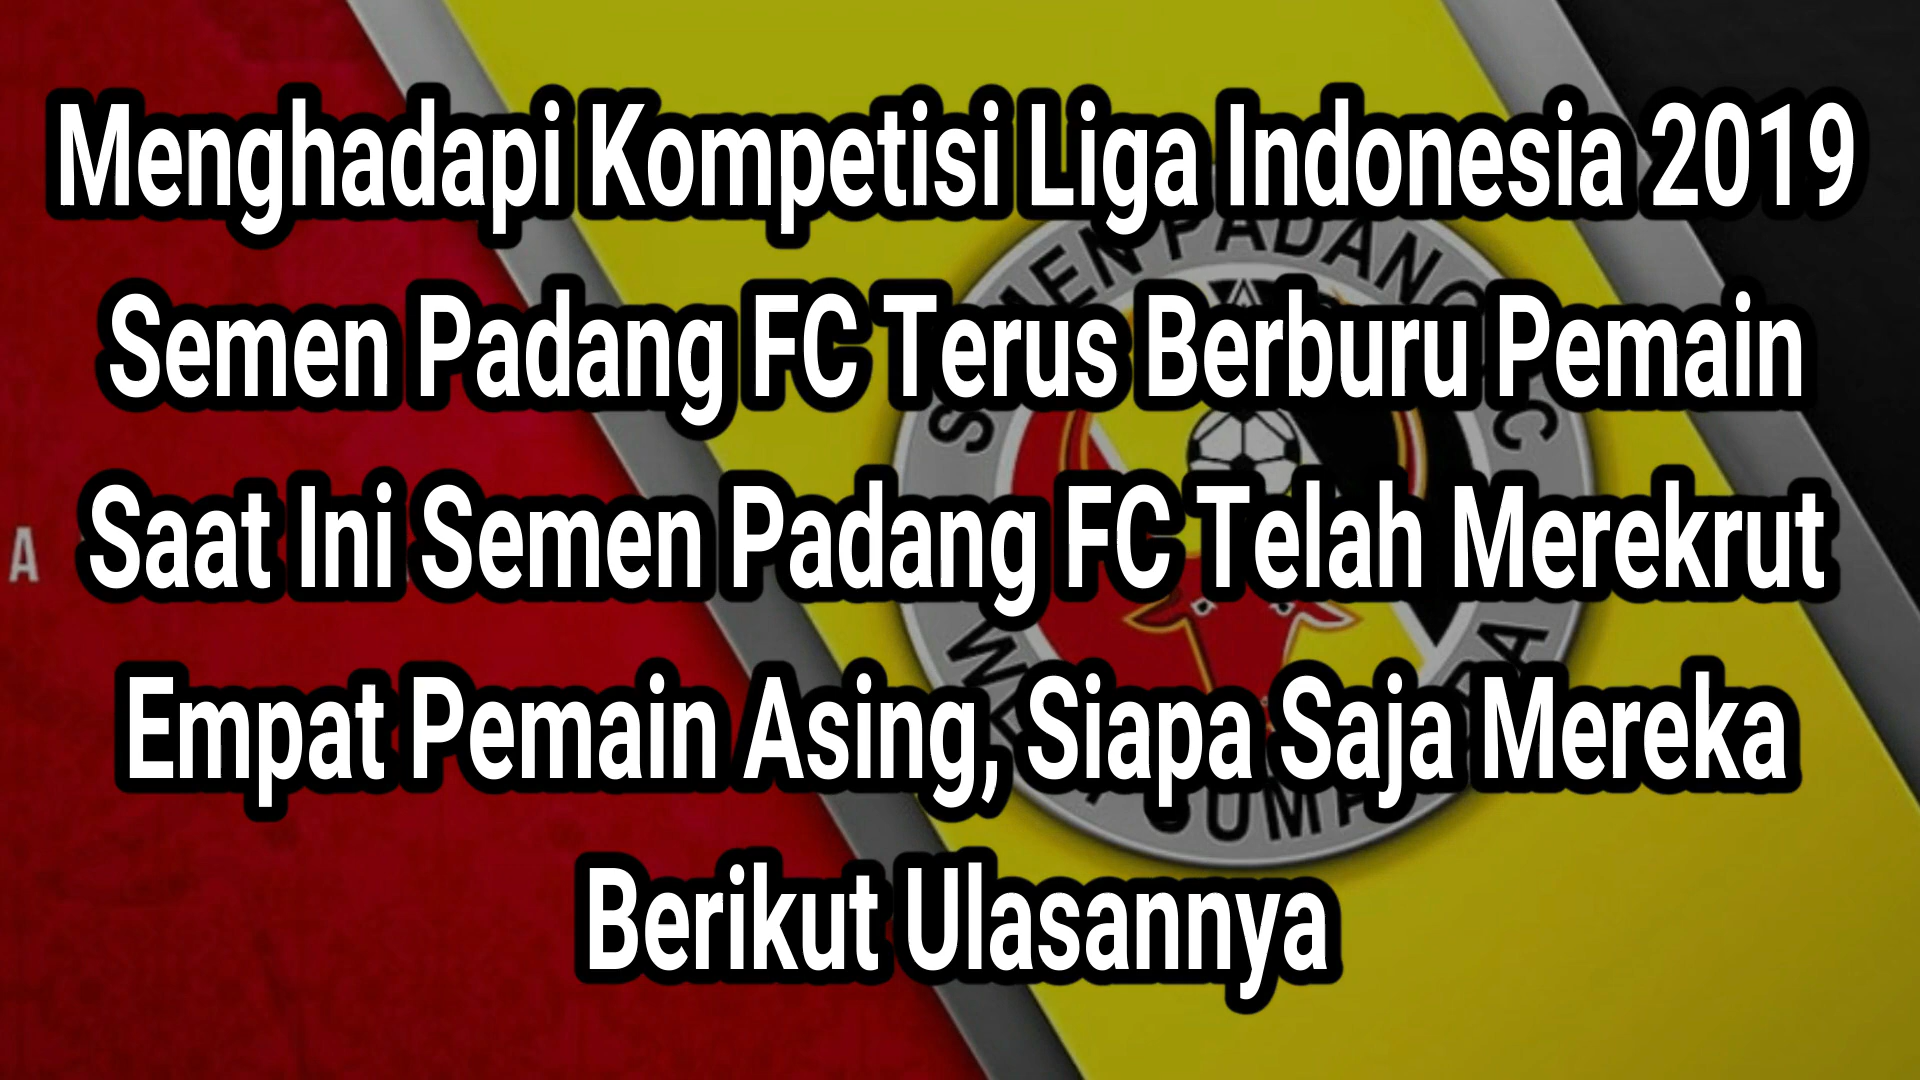 Menghadapi Kompetisi Liga Indonesia 2019
Semen Padang FC Terus Berburu Pemain
Saat Ini Semen Padang FC Telah Merekrut
Empat Pemain Asing, Siapa Saja Mereka
Berikut Ulasannya
A